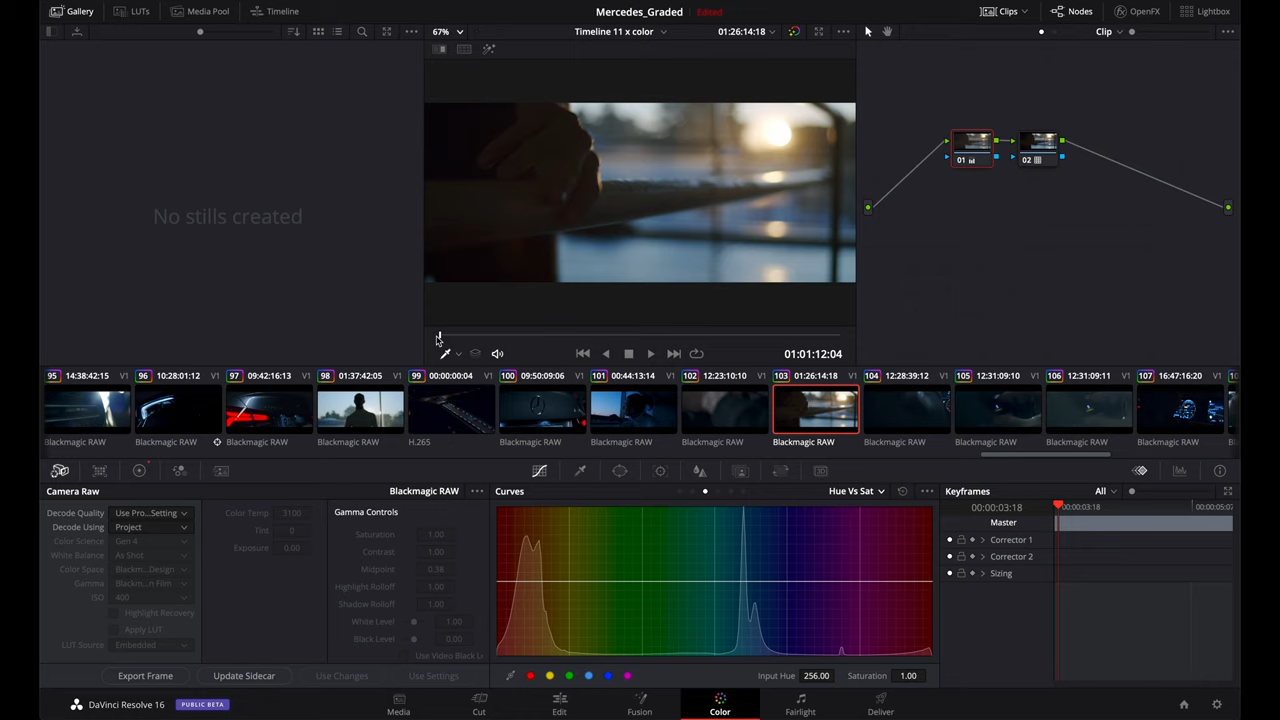 Gallery LUTs Media Pool Timeline Mercedes_Graded Edited Clips Nodes OpenFX Lightbox
67% Timeline 11 x color 01:26:14:18 Clip
No stills created
01 02
01:01:12:04
95 14:38:42:15 V1 96 10:28:01:12 V1 97 09:42:16:13 V1 98 01:37:42:05 V1 99 00:00:00:04 V1 100 09:50:09:06 V1 101 00:44:13:14 V1 102 12:23:10:10 V1 103 01:26:14:18 V1 104 12:28:39:12 V1 105 12:31:09:10 V1 106 12:31:09:11 V1 107 16:47:16:20 V1
Blackmagic RAW Blackmagic RAW Blackmagic RAW Blackmagic RAW H.265 Blackmagic RAW Blackmagic RAW Blackmagic RAW Blackmagic RAW Blackmagic RAW Blackmagic RAW Blackmagic RAW Blackmagic RAW
Camera Raw Blackmagic RAW Curves Hue Vs Sat Keyframes All
Decode Quality Use Pro...Setting
Decode Using Project
Color Science Gen 4
White Balance As Shot
Color Space Blackm...Design
Gamma Blackm...n Film
ISO 400
Highlight Recovery
Apply LUT
LUT Source Embedded
Color Temp 3100
Tint 0
Exposure 0.00
Gamma Controls
Saturation 1.00
Contrast 1.00
Midpoint 0.38
Highlight Rolloff 1.00
Shadow Rolloff 1.00
White Level 1.00
Black Level 0.00
Use Video Black L
00:00:03:18 00:00:03:18 00:00:05:07
Master
Corrector 1
Corrector 2
Sizing
Export Frame Update Sidecar Use Changes Use Settings Input Hue 256.00 Saturation 1.00
DaVinci Resolve 16 PUBLIC BETA Media Cut Edit Fusion Color Fairlight Deliver